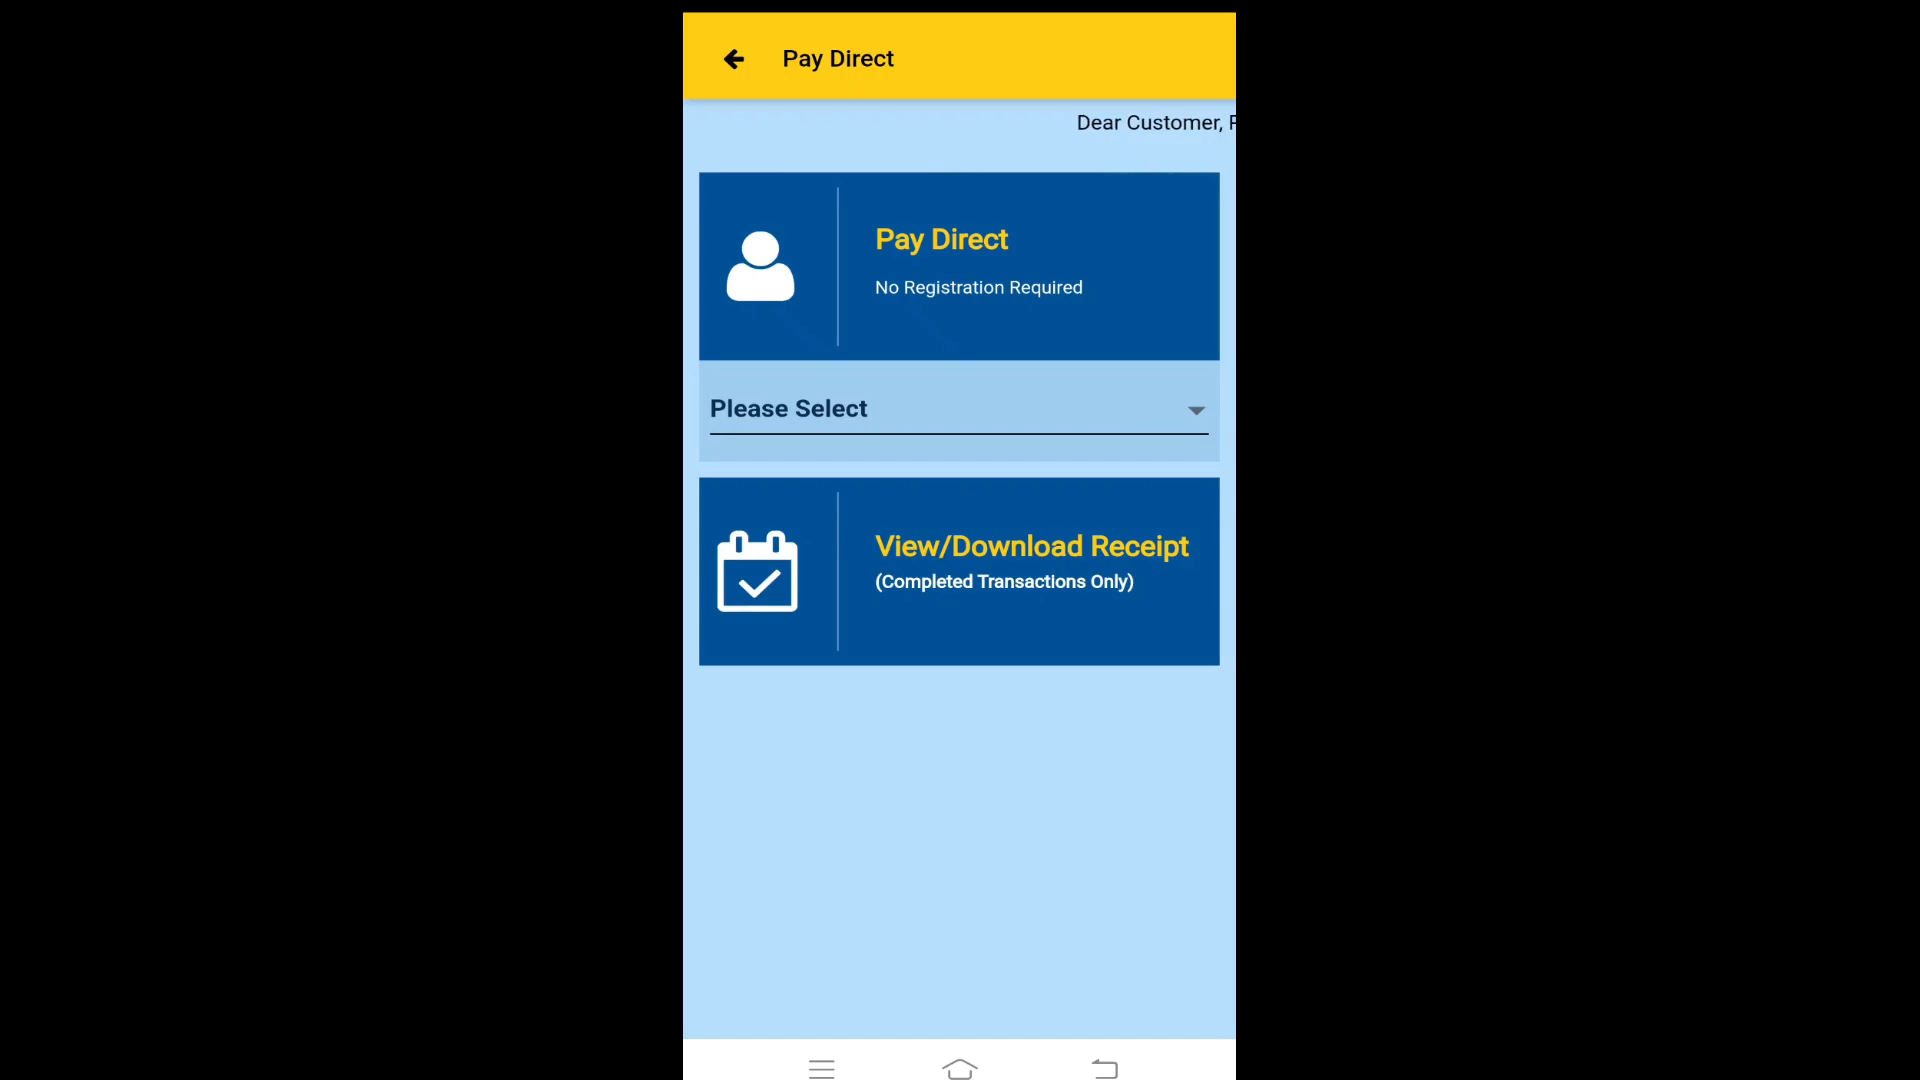 Pay Direct
Dear Customer,
Pay Direct
No Registration Required
Please Select
View/Download Receipt
(Completed Transactions Only)